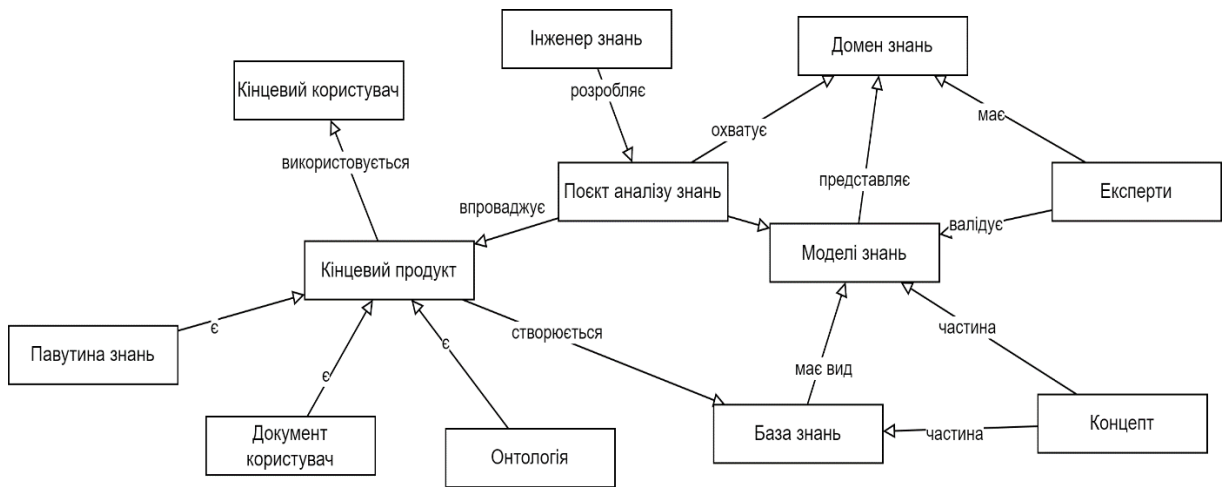 Інженер знань
Домен знань
Кінцевий користувач
розробляє
охватує
має
використовується
Поєкт аналізу знань
представляє
Експерти
впроваджує
валідує
Кінцевий продукт
Моделі знань
Павутина знань
є
створюється
частина
є
є
має вид
Документ
користувач
Онтологія
База знань
частина
Концепт